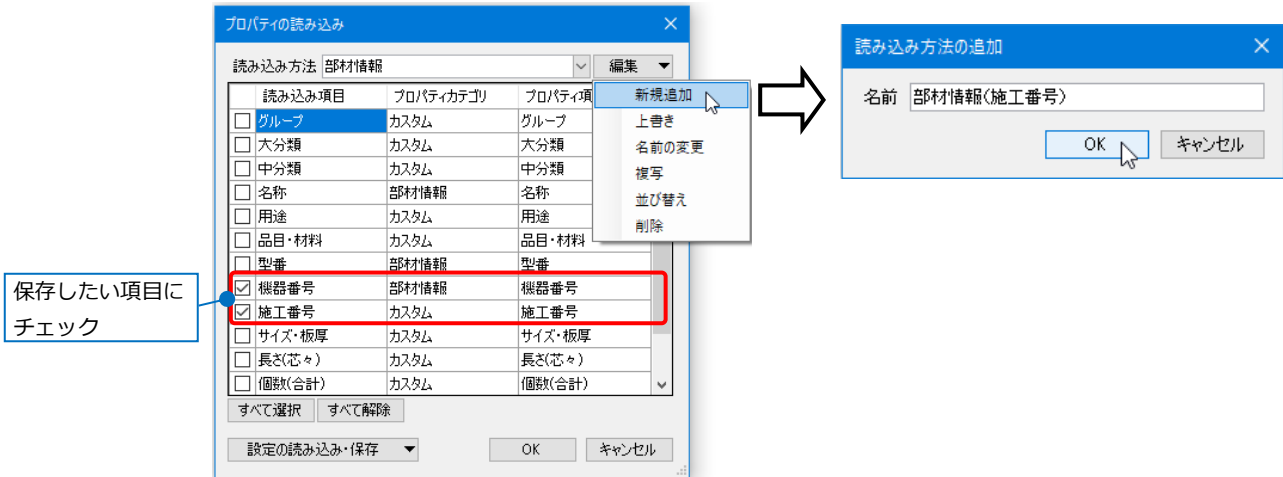 プロパティの読み込み
読み込み方法 部材情報 編集
読み込み項目 プロパティカテゴリ プロパティ項
グループ カスタム グループ
大分類 カスタム 大分類
中分類 カスタム 中分類
名称 部材情報 名称
用途 カスタム 用途
品目・材料 カスタム 品目・材料
型番 部材情報 型番
機器番号 部材情報 機器番号
施工番号 カスタム 施工番号
サイズ・板厚 カスタム サイズ・板厚
長さ(芯々) カスタム 長さ(芯々)
個数(合計) カスタム 個数(合計)
すべて選択 すべて解除
設定の読み込み・保存 OK キャンセル
新規追加
上書き
名前の変更
複写
並び替え
削除
保存したい項目に
チェック
読み込み方法の追加
名前 部材情報(施工番号)
OK キャンセル